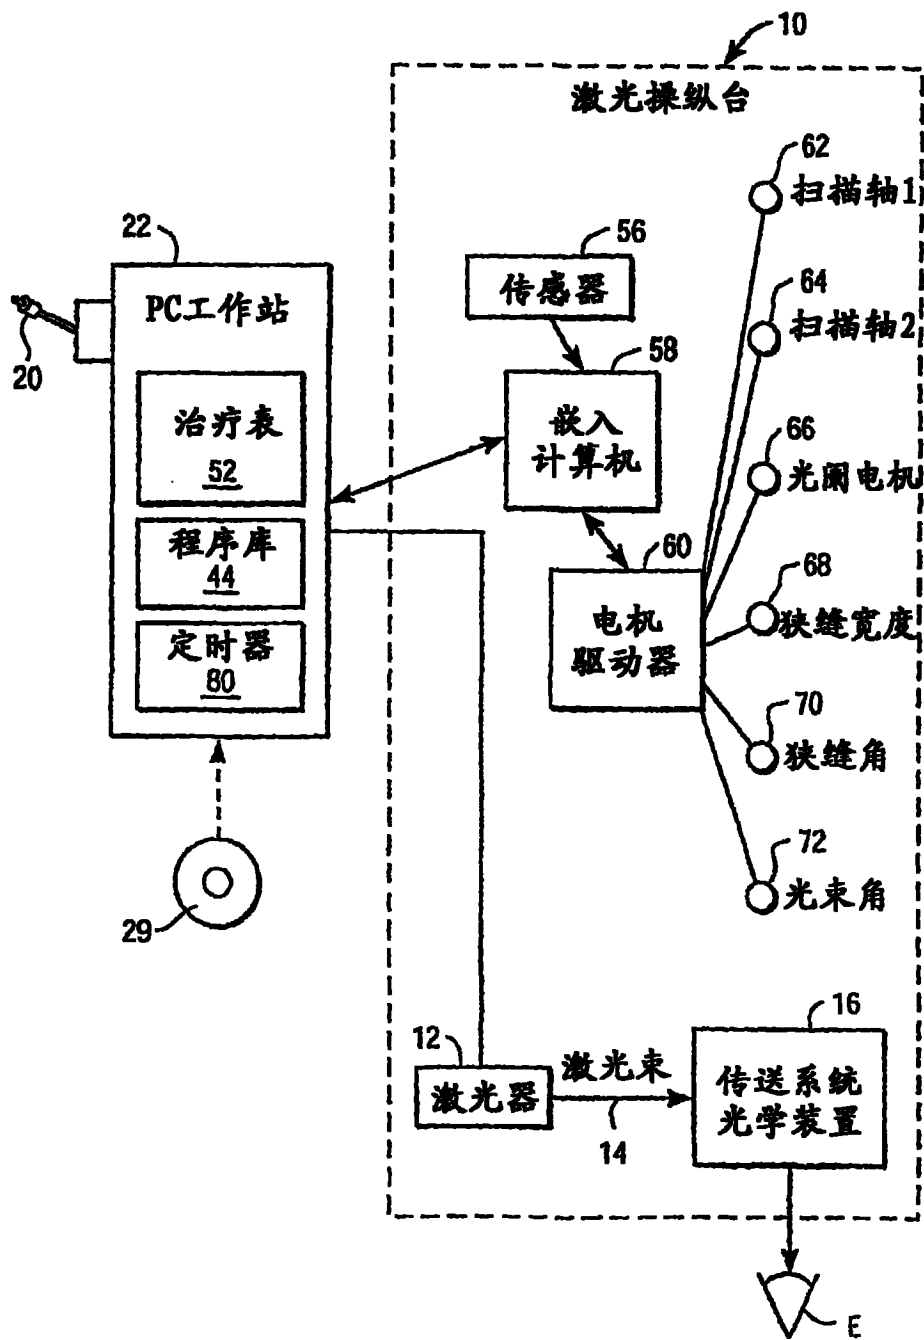 10
激光操纵台
62
扫描轴1
22
56
PC工作站
传感器
64
扫描轴2
20
58
治疗表
52
嵌入
计算机
66
光阑电机
程序库
44
60
68
狭缝宽度
定时器
80
电机
驱动器
70
狭缝角
72
光束角
29
16
12
激光器
激光束
14
传送系统
光学装置
E